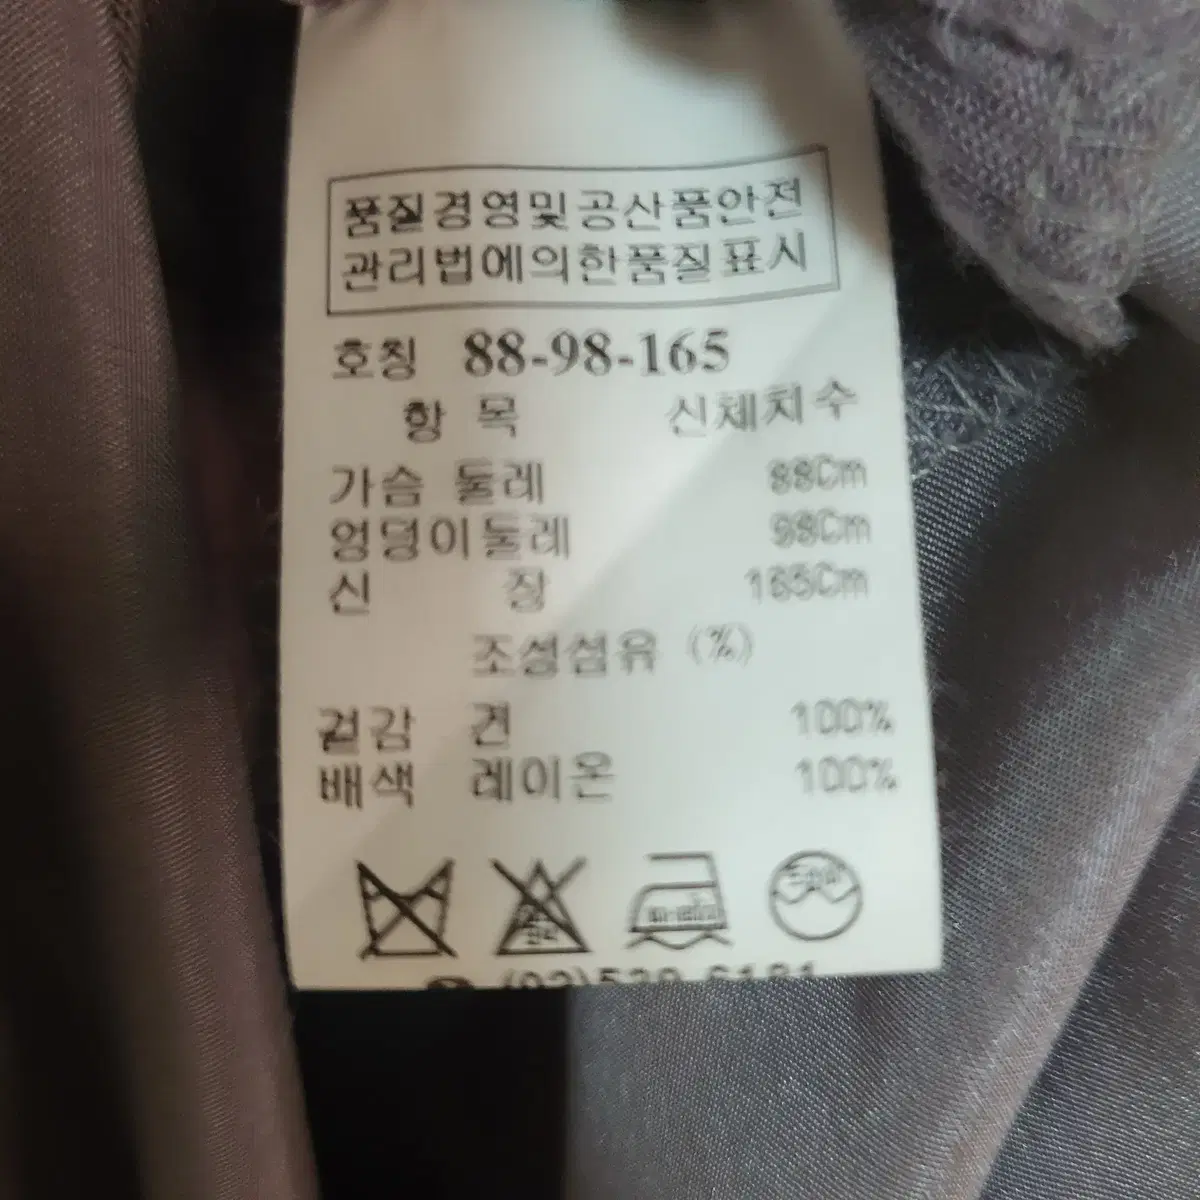 품질경영및공산품안전
관리법에의한품질표시
호칭 88-98-165
항 목 신체치수
가슴 둘레 88Cm
엉덩이둘레 98Cm
신 장 165Cm
조성섬유 (%)
겉감 견 100%
배색 레이온 100%